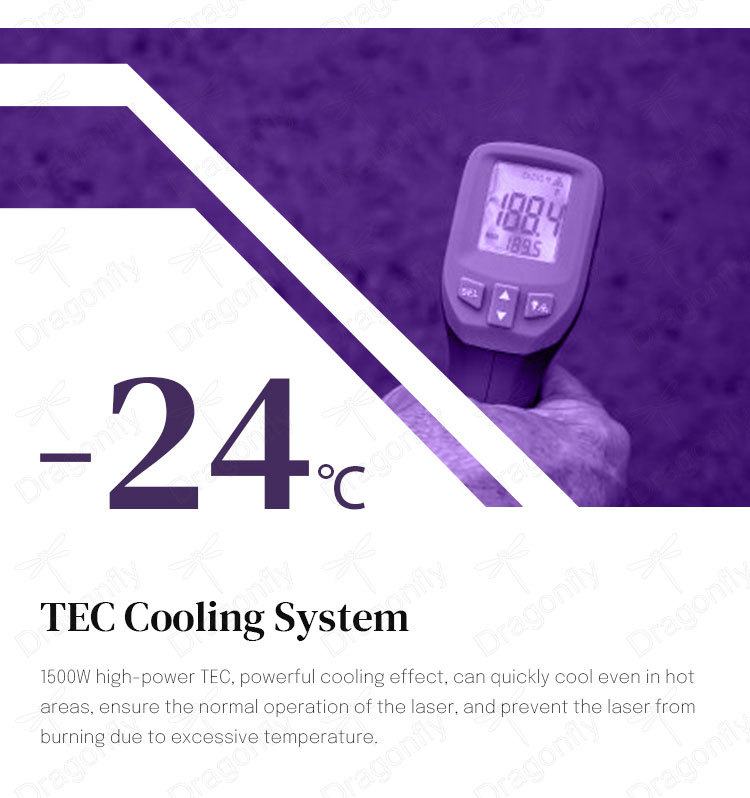 188.4
189.5
SEL
-24°C
TEC Cooling System
1500W high-power TEC, powerful cooling effect, can quickly cool even in hot
areas, ensure the normal operation of the laser, and prevent the laser from
burning due to excessive temperature.
Dragonfly